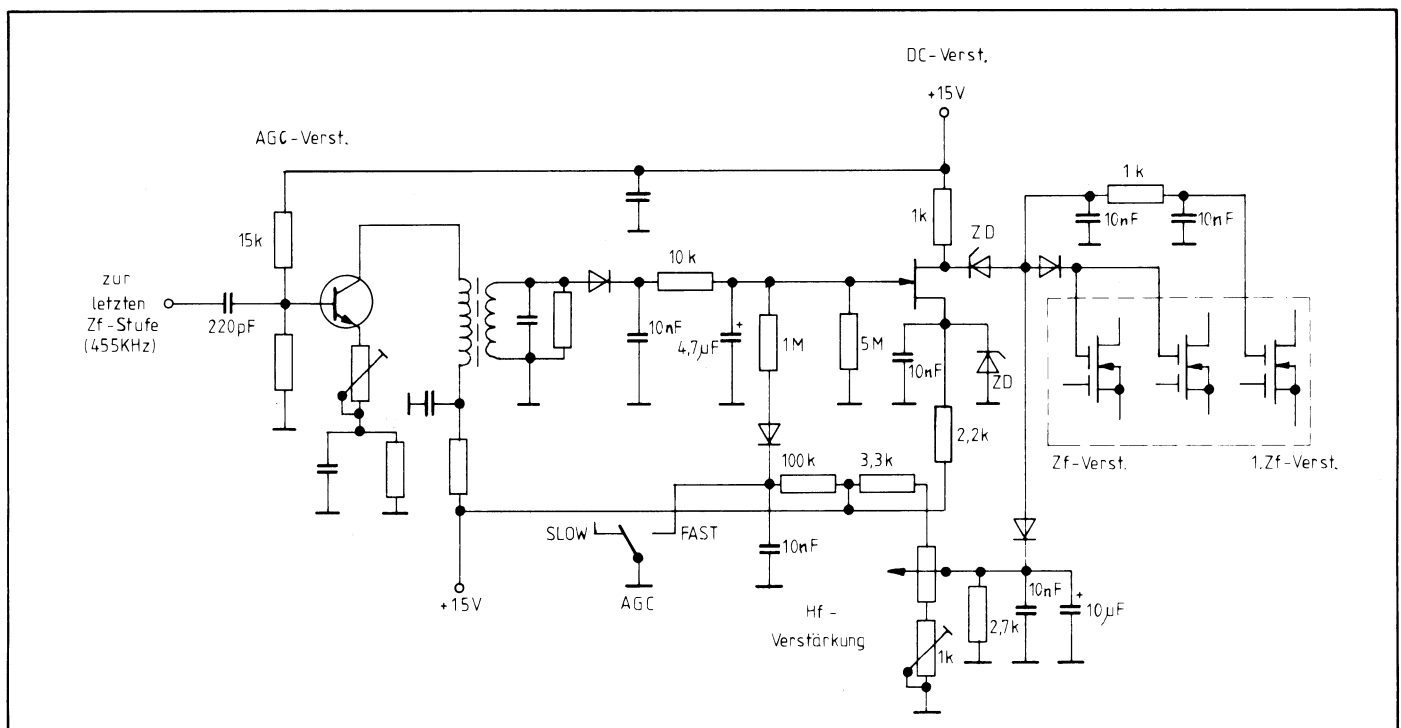 DC-Verst.
+15V
AGC-Verst.
1k
15k
1k
10nF
10nF
ZD
10k
zur
letzten
Zf-Stufe
(455KHz)
220pF
10nF
4,7µF
+
1M
5M
10nF
ZD
2,2k
Zf-Verst.
1.Zf-Verst.
100k
3,3k
SLOW
FAST
10nF
AGC
+15V
Hf-
Verstärkung
1k
2,7k
10nF
+
10µF